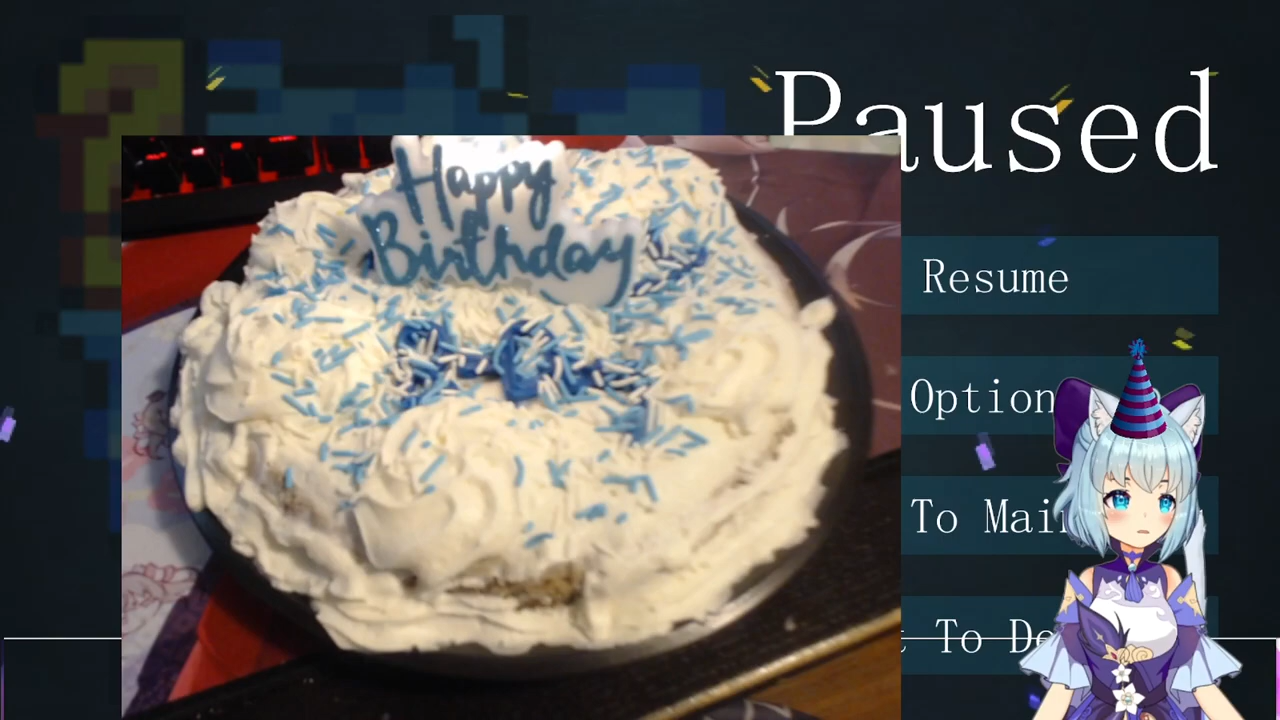 Paused
Happy
Birthday
Resume
Option
To Mai
To De